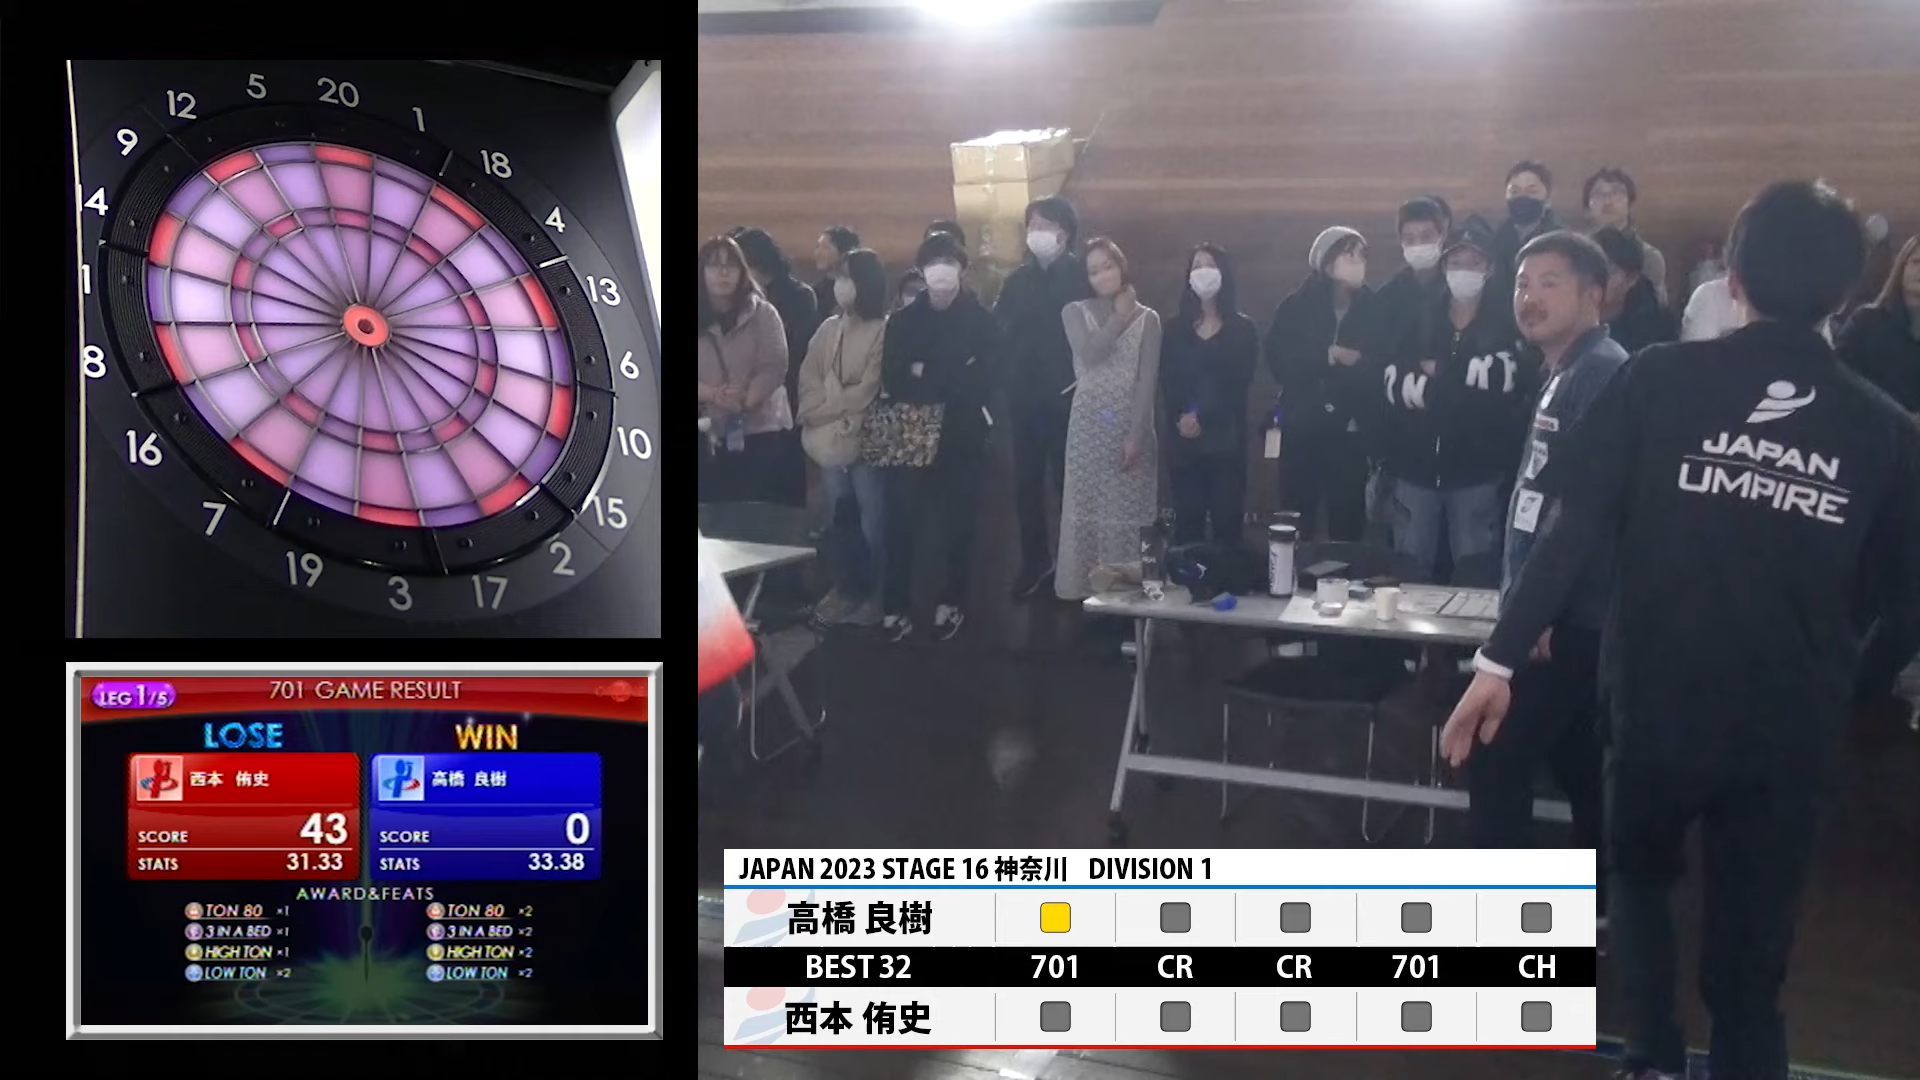 5 20 1
12 18
9 4
14 13
11 6
8 10
16 15
7 2
19 3 17
LEG 1/5
701 GAME RESULT
LOSE WIN
西本 侑史
SCORE 43
STATS 31.33
高橋 良樹
SCORE 0
STATS 33.38
AWARD&FEATS
TON 80 ×1
3 IN A BED ×1
HIGH TON ×1
LOW TON ×2
TON 80 ×2
3 IN A BED ×2
HIGH TON ×2
LOW TON ×2
JAPAN
UMPIRE
JAPAN 2023 STAGE 16 神奈川 DIVISION 1
高橋 良樹
BEST 32 701 CR CR 701 CH
西本 侑史